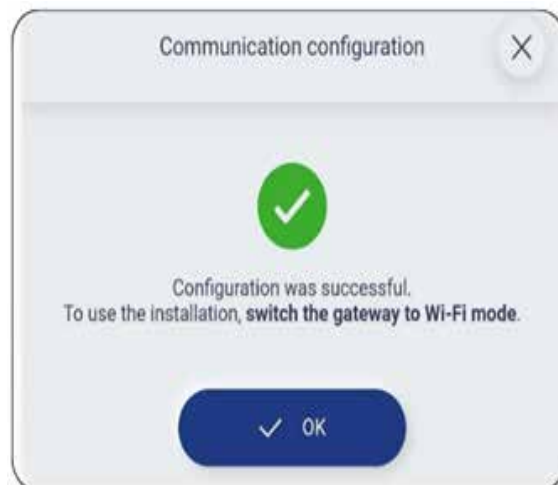 Communication configuration
Configuration was successful.
To use the installation, switch the gateway to Wi-Fi mode.
OK